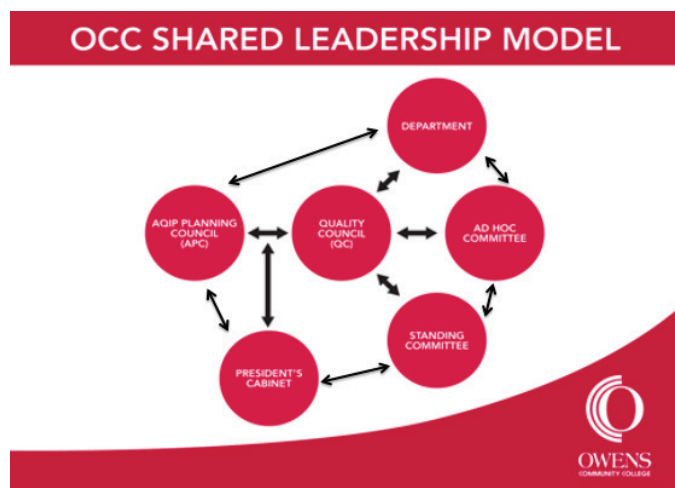 OCC SHARED LEADERSHIP MODEL
DEPARTMENT
AQIP PLANNING
COUNCIL
(APC)
QUALITY
COUNCIL
(QC)
AD HOC
COMMITTEE
STANDING
COMMITTEE
PRESIDENT'S
CABINET
OWENS
COMMUNITY COLLEGE